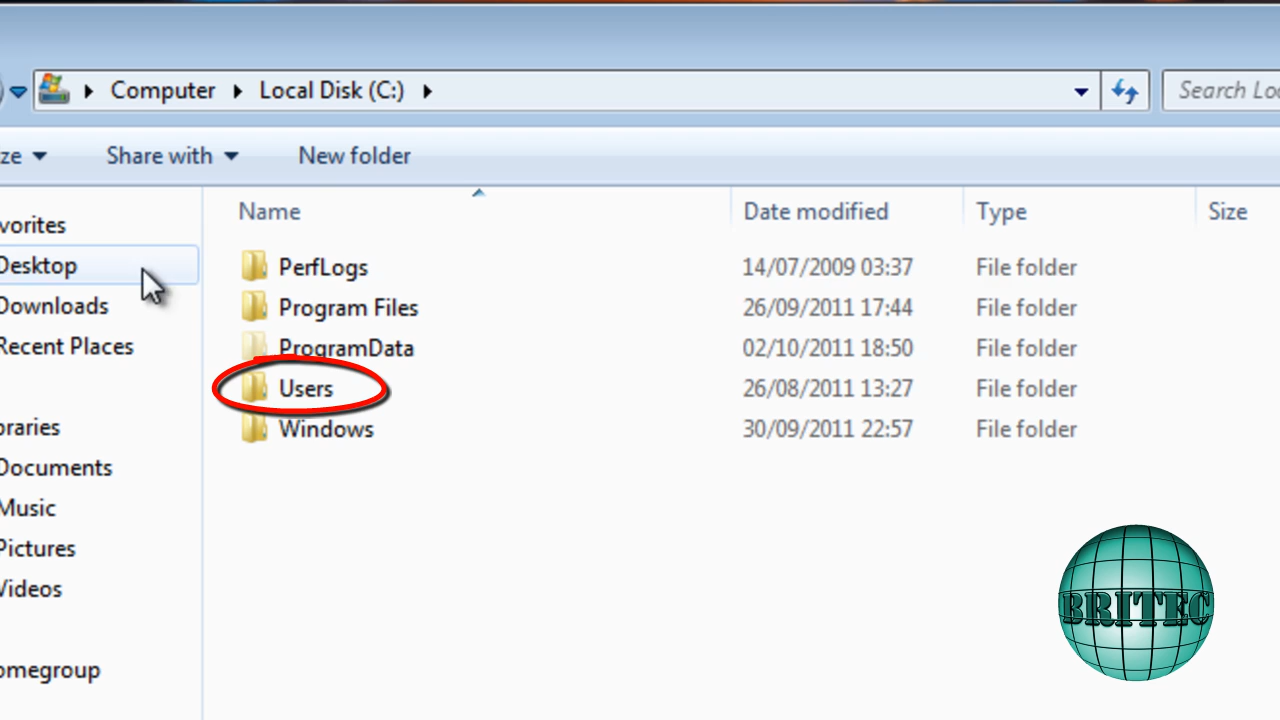 Computer Local Disk (C:) Search Loc
ze Share with New folder
Name Date modified Type Size
vorites
Desktop
Downloads
Recent Places
braries
Documents
Music
Pictures
Videos
omegroup
PerfLogs 14/07/2009 03:37 File folder
Program Files 26/09/2011 17:44 File folder
ProgramData 02/10/2011 18:50 File folder
Users 26/08/2011 13:27 File folder
Windows 30/09/2011 22:57 File folder
BRITEC